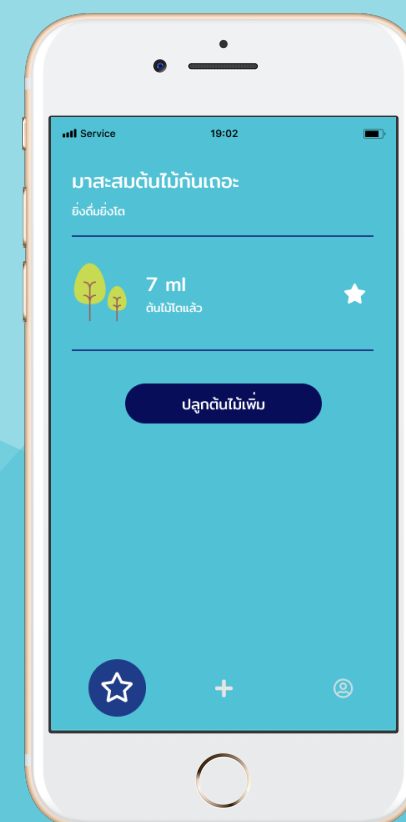 Service 19:02
มาสะสมต้นไม้กันเถอะ
ยิ่งดื่มยิ่งโต
7 ml
ต้นไม้โตแล้ว
ปลูกต้นไม้เพิ่ม